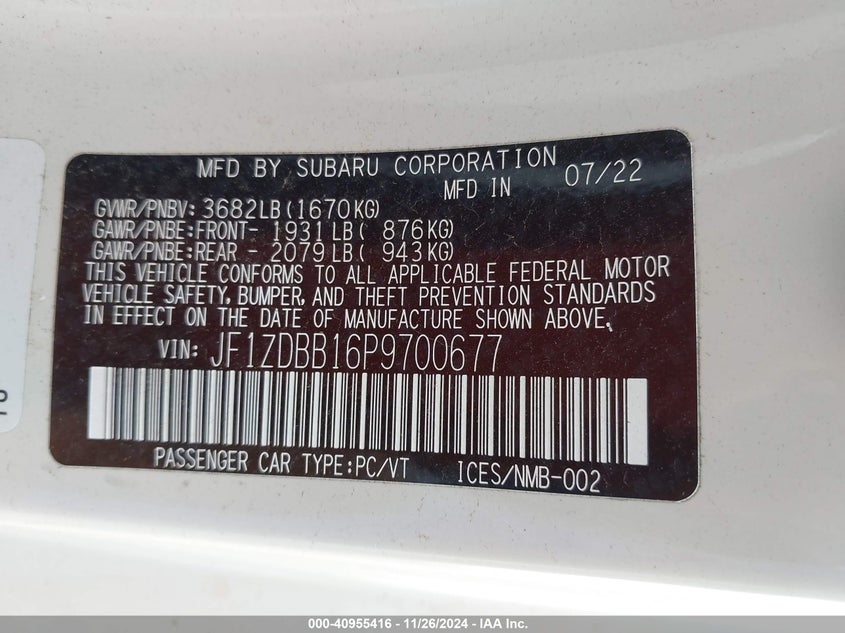 MFD BY SUBARU CORPORATION
MFD IN 07/22
GVWR/PNBV: 3682LB (1670KG)
GAWR/PNBE:FRONT- 1931LB( 876KG)
GAWR/PNBE:REAR - 2079LB( 943KG)
THIS VEHICLE CONFORMS TO ALL APPLICABLE FEDERAL MOTOR
VEHICLE SAFETY, BUMPER, AND THEFT PREVENTION STANDARDS
IN EFFECT ON THE DATE OF MANUFACTURE SHOWN ABOVE.
VIN: JF1ZDBB16P9700677
PASSENGER CAR TYPE:PC/VT ICES/NMB-002
000-40955416 - 11/26/2024 - IAA Inc.